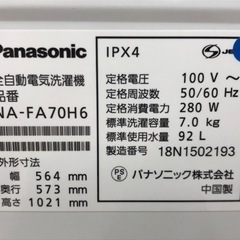 Panasonic
全自動電気洗濯機
品番
NA-FA70H6
外形寸法
幅 564 mm
奥行 573 mm
高さ 1021 mm
IPX4
定格電圧 100 V~
定格周波数 50/60 Hz
定格消費電力 280 W
標準洗濯容量 7.0 kg
標準使用水量 92 L
製造番号 18N1502193
PSE
パナソニック株式会社
中国製